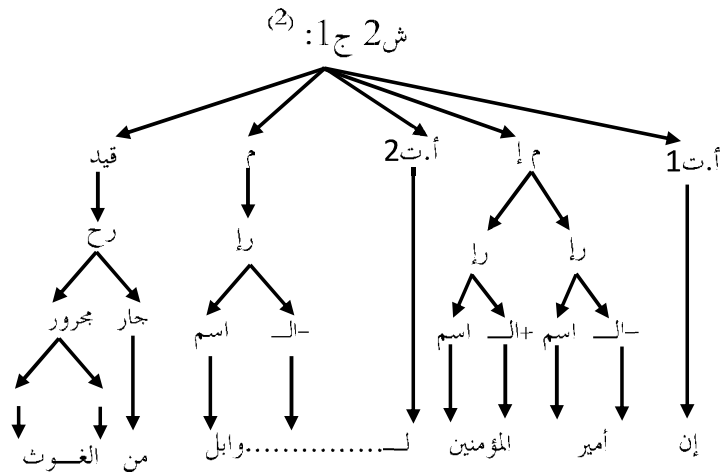 ش2 ج1: (2)
أ.ت1 م إ أ.ت2 م قيد
رإ رإ رإ رح
-الـ اسم +الـ اسم -الـ اسم جار مجرور
إن أمير المؤمنين لـ...............وابل من الغوث